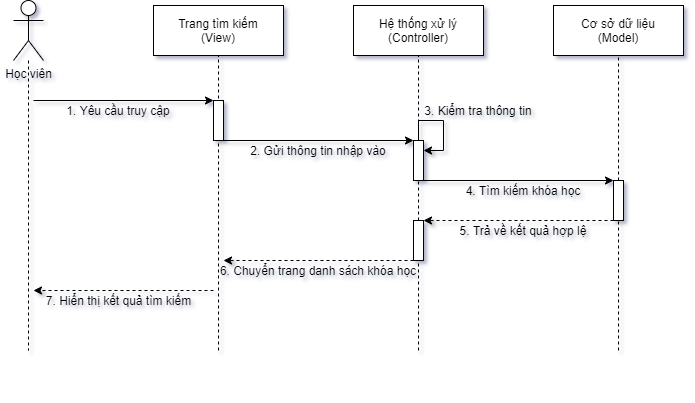 Trang tìm kiếm
(View)
Hệ thống xử lý
(Controller)
Cơ sở dữ liệu
(Model)
Học viên
1. Yêu cầu truy cập
3. Kiểm tra thông tin
2. Gửi thông tin nhập vào
4. Tìm kiếm khóa học
5. Trả về kết quả hợp lệ
6. Chuyển trang danh sách khóa học
7. Hiển thị kết quả tìm kiếm